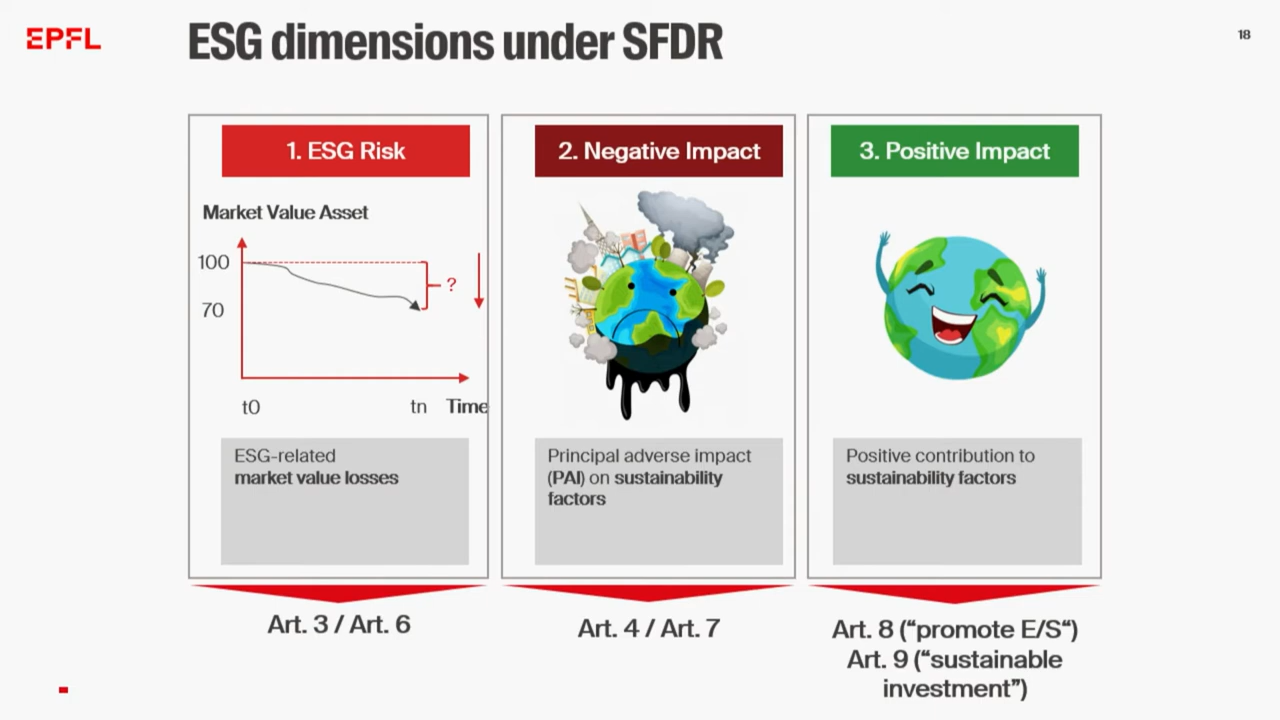 EPFL
ESG dimensions under SFDR
18
1. ESG Risk
Market Value Asset
100
70
?
t0
tn
Time
ESG-related
market value losses
Art. 3 / Art. 6
2. Negative Impact
Principal adverse impact
(PAI) on sustainability
factors
Art. 4 / Art. 7
3. Positive Impact
Positive contribution to
sustainability factors
Art. 8 (“promote E/S“)
Art. 9 (“sustainable
investment”)